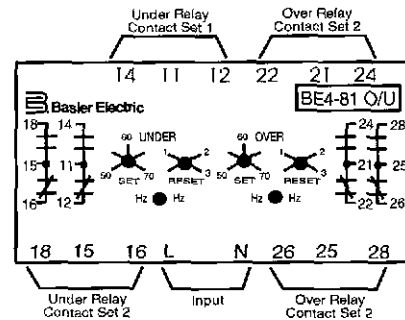 Under Relay
Contact Set 1
Over Relay
Contact Set 2
14 11 12 22 21 24
Basler Electric
BE4-81 O/U
18 14
15 11
16 12
60 UNDER
50 70
SET
1 2
3
RESET
Hz Hz
60 OVER
50 70
SET
1 2
3
RESET
Hz Hz
24 28
21 25
22 26
18 15 16 L N 26 25 28
Under Relay
Contact Set 2
Input
Over Relay
Contact Set 2